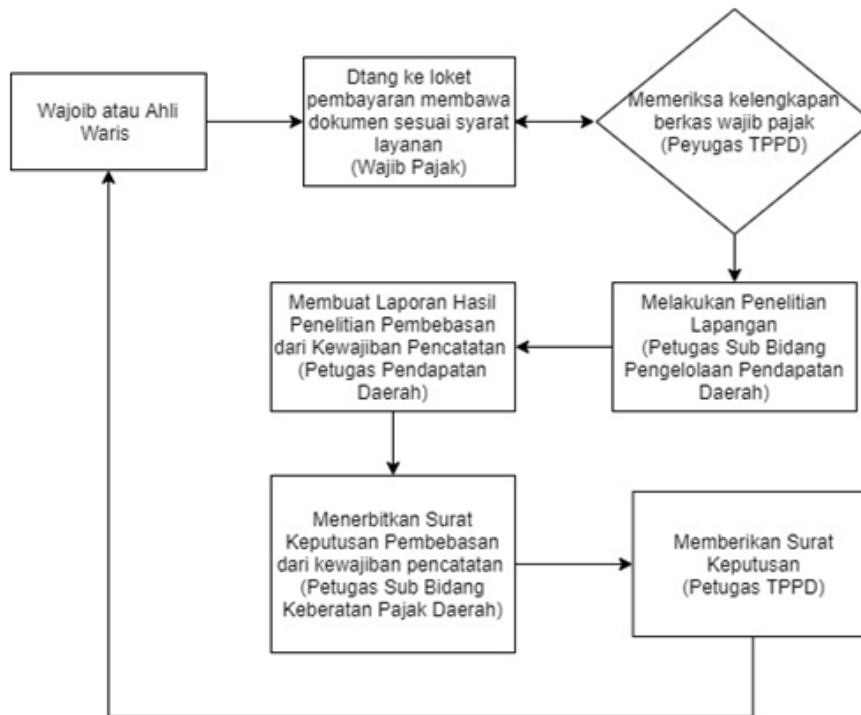 Wajoib atau Ahli
Waris
Dtang ke loket
pembayaran membawa
dokumen sesuai syarat
layanan
(Wajib Pajak)
Memeriksa kelengkapan
berkas wajib pajak
(Peyugas TPPD)
Melakukan Penelitian
Lapangan
(Petugas Sub Bidang
Pengelolaan Pendapatan
Daerah)
Membuat Laporan Hasil
Penelitian Pembebasan
dari Kewajiban Pencatatan
(Petugas Pendapatan
Daerah)
Menerbitkan Surat
Keputusan Pembebasan
dari kewajiban pencatatan
(Petugas Sub Bidang
Keberatan Pajak Daerah)
Memberikan Surat
Keputusan
(Petugas TPPD)